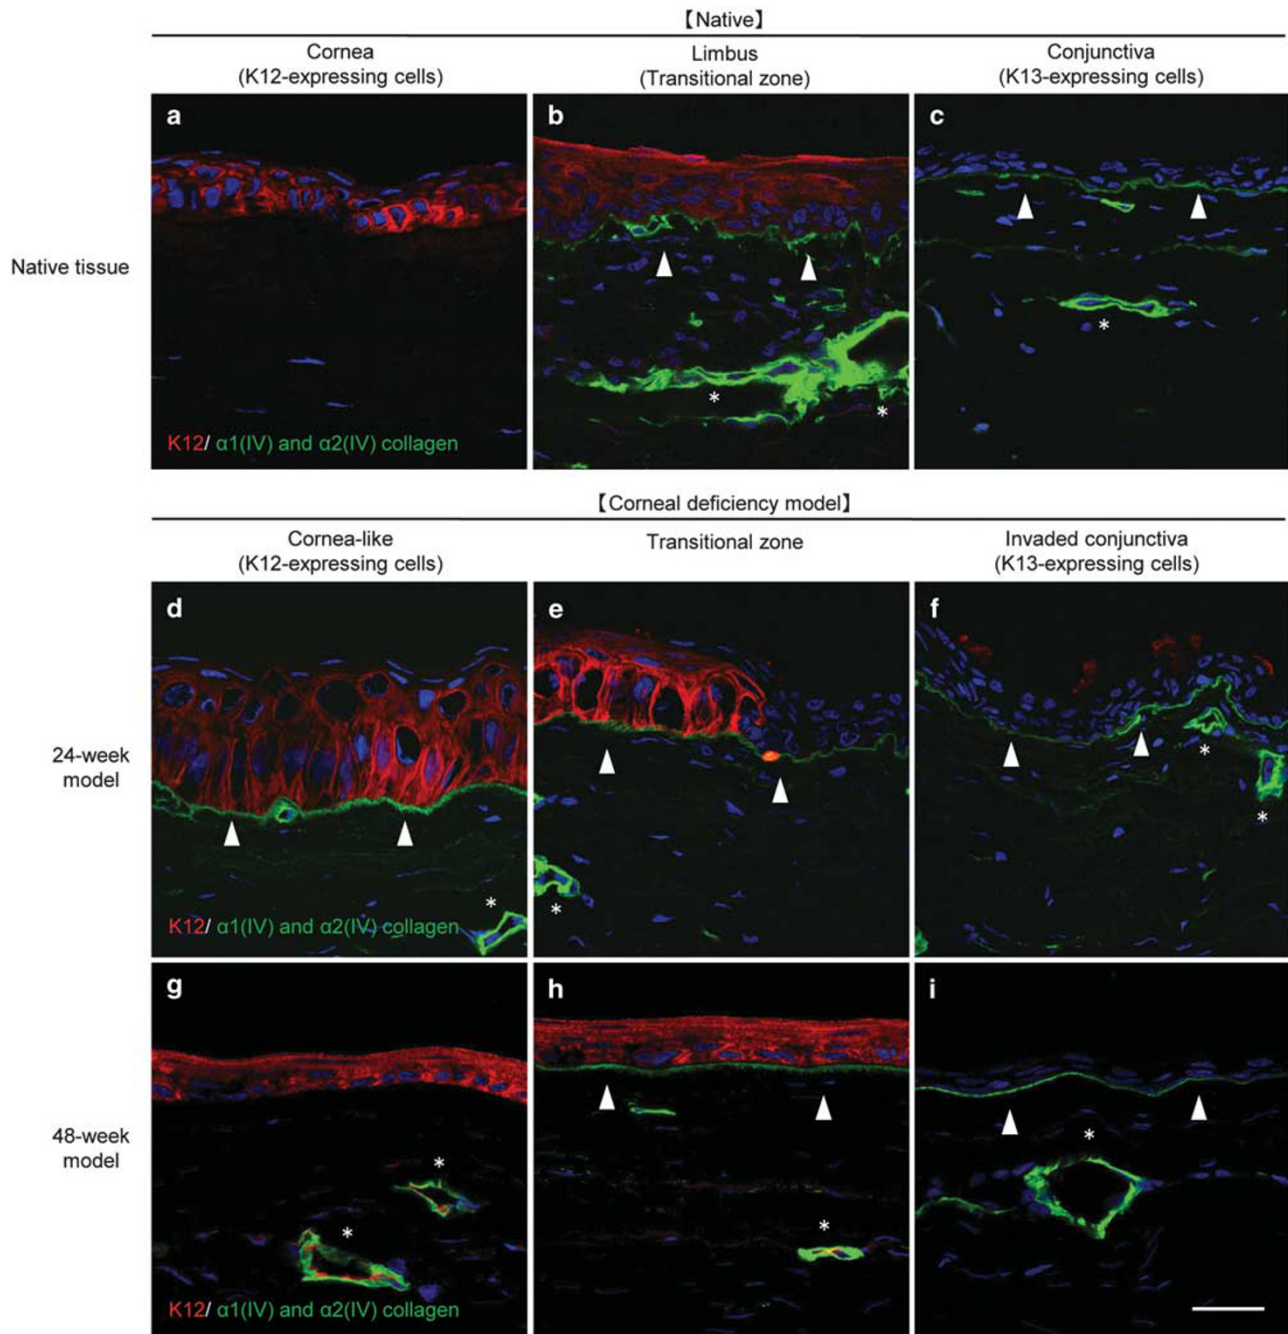 【Native】
Cornea
(K12-expressing cells)
Limbus
(Transitional zone)
Conjunctiva
(K13-expressing cells)
Native tissue
a
b
c
*
*
*
K12/ α1(IV) and α2(IV) collagen
【Corneal deficiency model】
Cornea-like
(K12-expressing cells)
Transitional zone
Invaded conjunctiva
(K13-expressing cells)
24-week
model
d
e
f
*
*
*
*
K12/ α1(IV) and α2(IV) collagen
48-week
model
g
h
i
*
*
*
*
K12/ α1(IV) and α2(IV) collagen